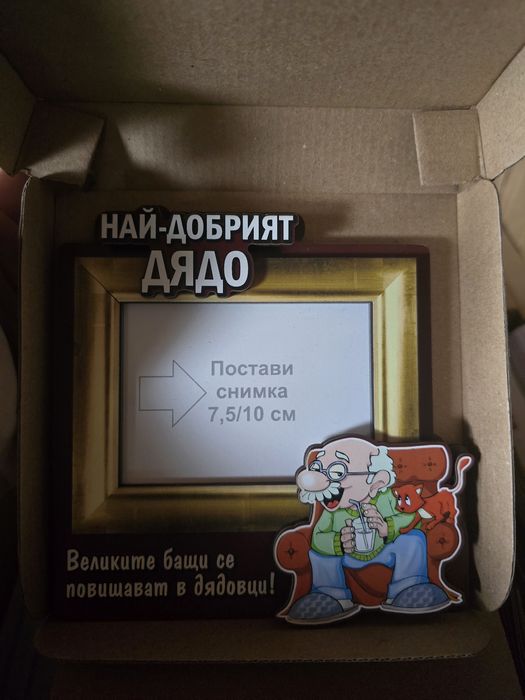 НАЙ-ДОБРИЯТ
ДЯДО
Постави
снимка
7,5/10 см
Великите бащи се
повишават в дядовци!